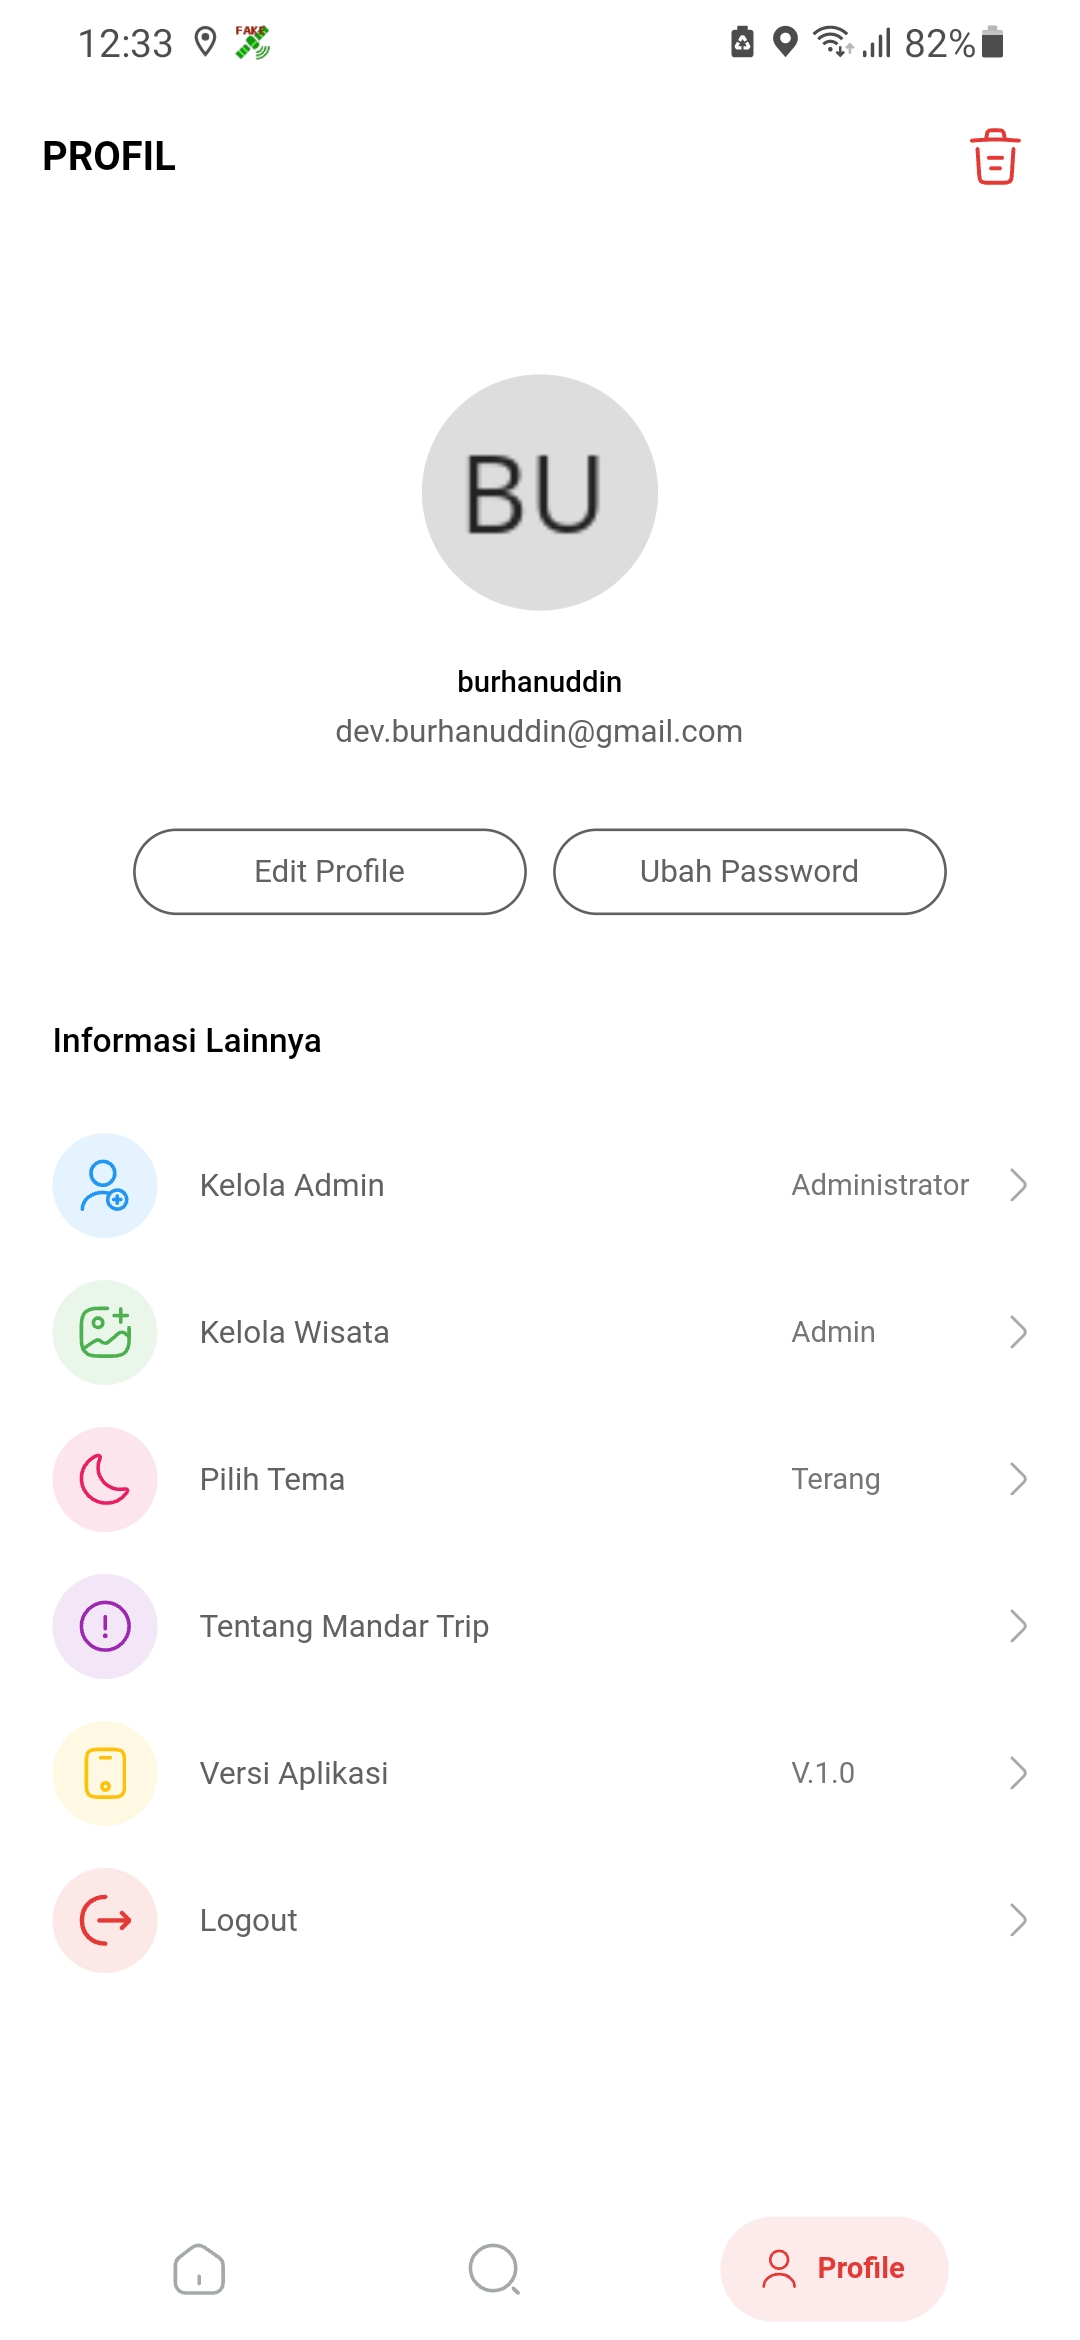 12:33 FAKE 82%
PROFIL
BU
burhanuddin
dev.burhanuddin@gmail.com
Edit Profile Ubah Password
Informasi Lainnya
Kelola Admin Administrator
Kelola Wisata Admin
Pilih Tema Terang
Tentang Mandar Trip
Versi Aplikasi V.1.0
Logout
Profile